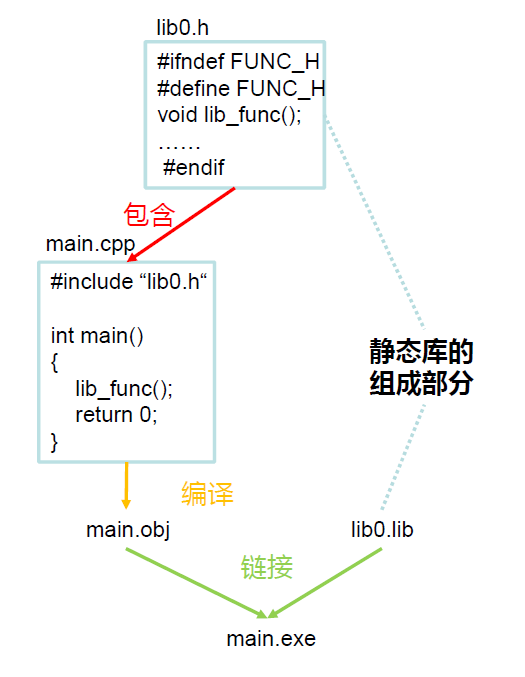 lib0.h
#ifndef FUNC_H
#define FUNC_H
void lib_func();
……
#endif
包含
main.cpp
#include “lib0.h“
int main()
{
lib_func();
return 0;
}
静态库的
组成部分
编译
main.obj
lib0.lib
链接
main.exe